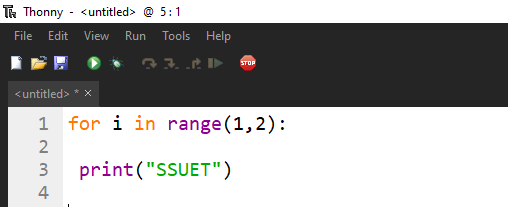 Thonny - <untitled> @ 5:1
File Edit View Run Tools Help
STOP
<untitled> * ×
1 for i in range(1,2):
2
3  print("SSUET")
4